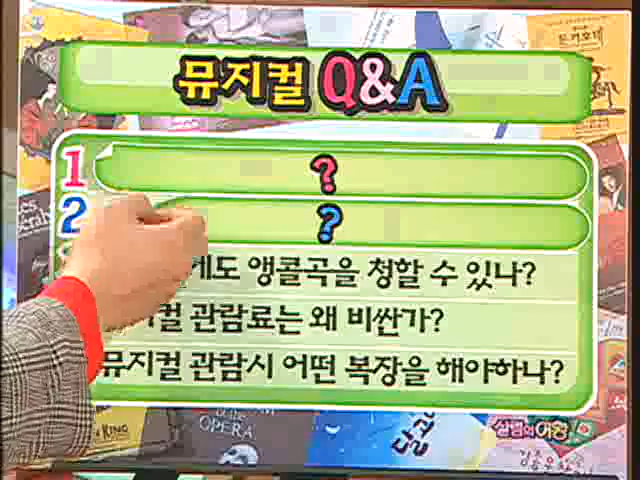 뮤지컬 Q&A
1 ?
2 ?
게도 앵콜곡을 청할 수 있나?
컬 관람료는 왜 비싼가?
뮤지컬 관람시 어떤 복장을 해야하나?
KING
OPERA